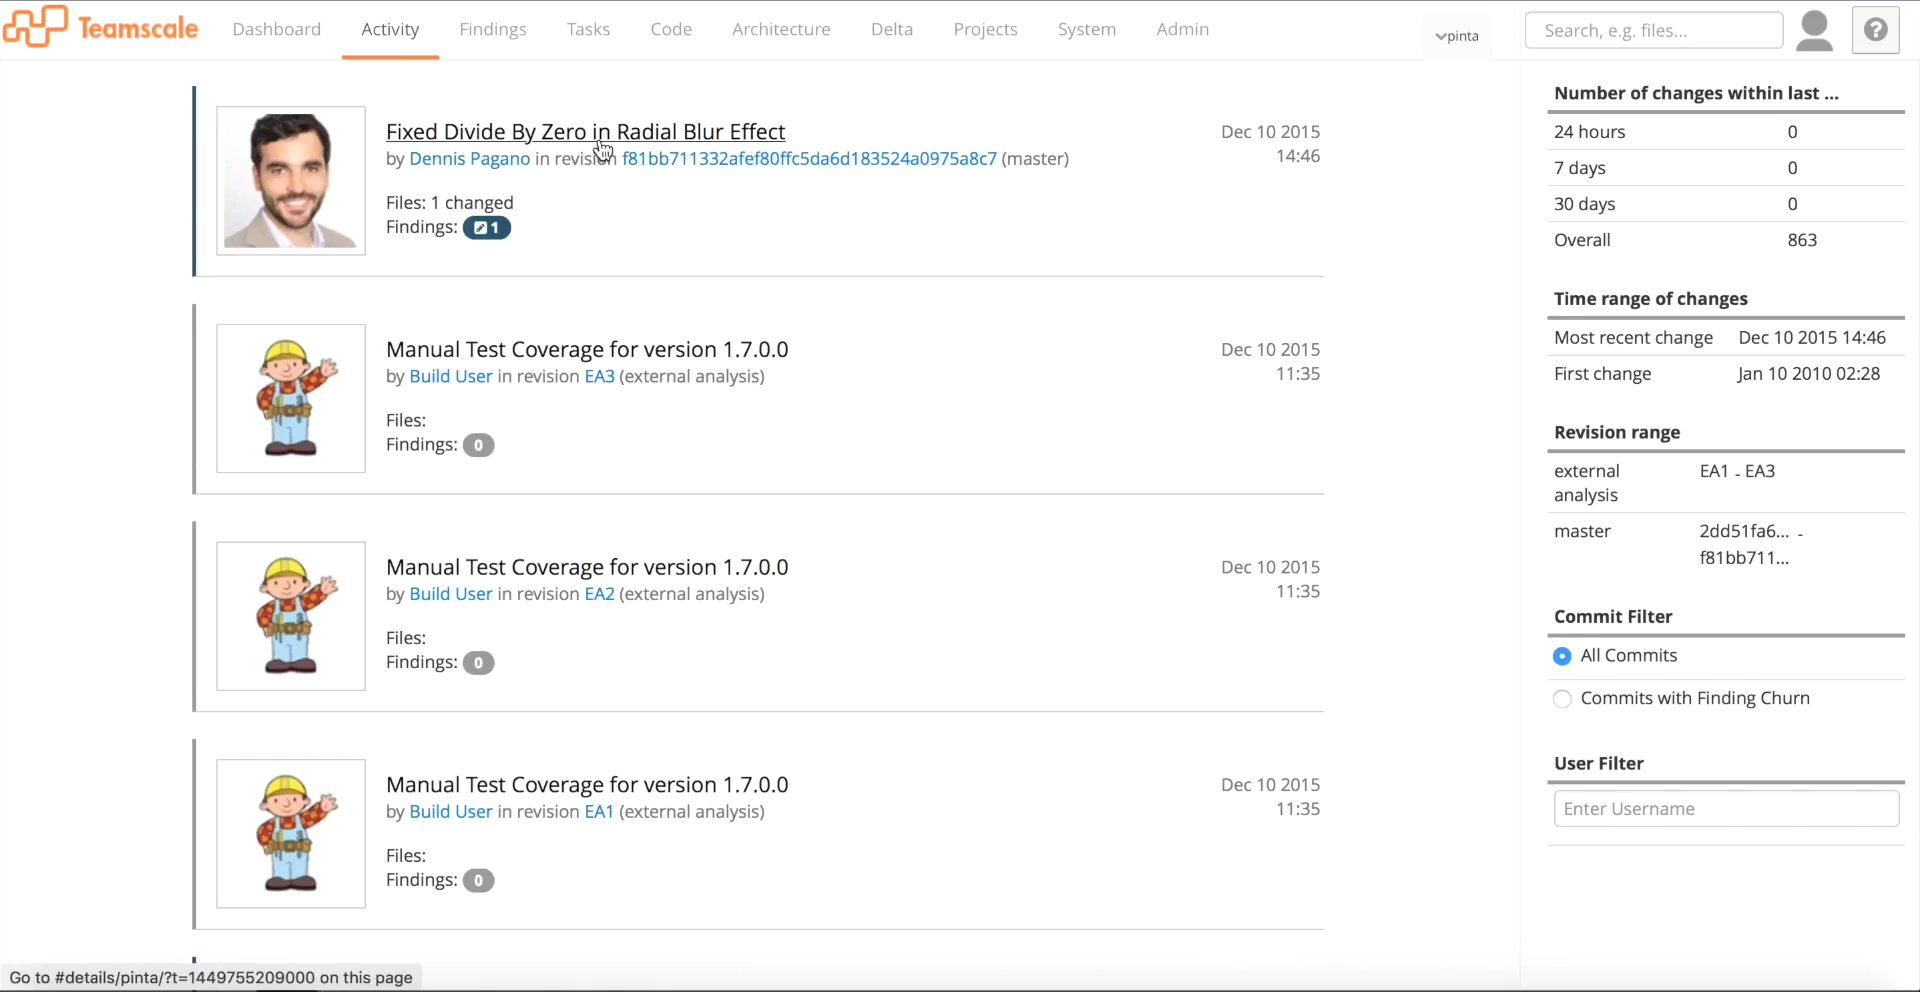 Teamscale
Dashboard Activity Findings Tasks Code Architecture Delta Projects System Admin
pinta
Search, e.g. files...
?
Fixed Divide By Zero in Radial Blur Effect
by Dennis Pagano in revision f81bb711332afef80ffc5da6d183524a0975a8c7 (master)
Dec 10 2015
14:46
Files: 1 changed
Findings: 1
Manual Test Coverage for version 1.7.0.0
by Build User in revision EA3 (external analysis)
Dec 10 2015
11:35
Files:
Findings: 0
Manual Test Coverage for version 1.7.0.0
by Build User in revision EA2 (external analysis)
Dec 10 2015
11:35
Files:
Findings: 0
Manual Test Coverage for version 1.7.0.0
by Build User in revision EA1 (external analysis)
Dec 10 2015
11:35
Files:
Findings: 0
Number of changes within last ...
24 hours 0
7 days 0
30 days 0
Overall 863
Time range of changes
Most recent change Dec 10 2015 14:46
First change Jan 10 2010 02:28
Revision range
external EA1 - EA3
analysis
master 2dd51fa6... -
f81bb711...
Commit Filter
All Commits
Commits with Finding Churn
User Filter
Enter Username
Go to #details/pinta/?t=1449755209000 on this page